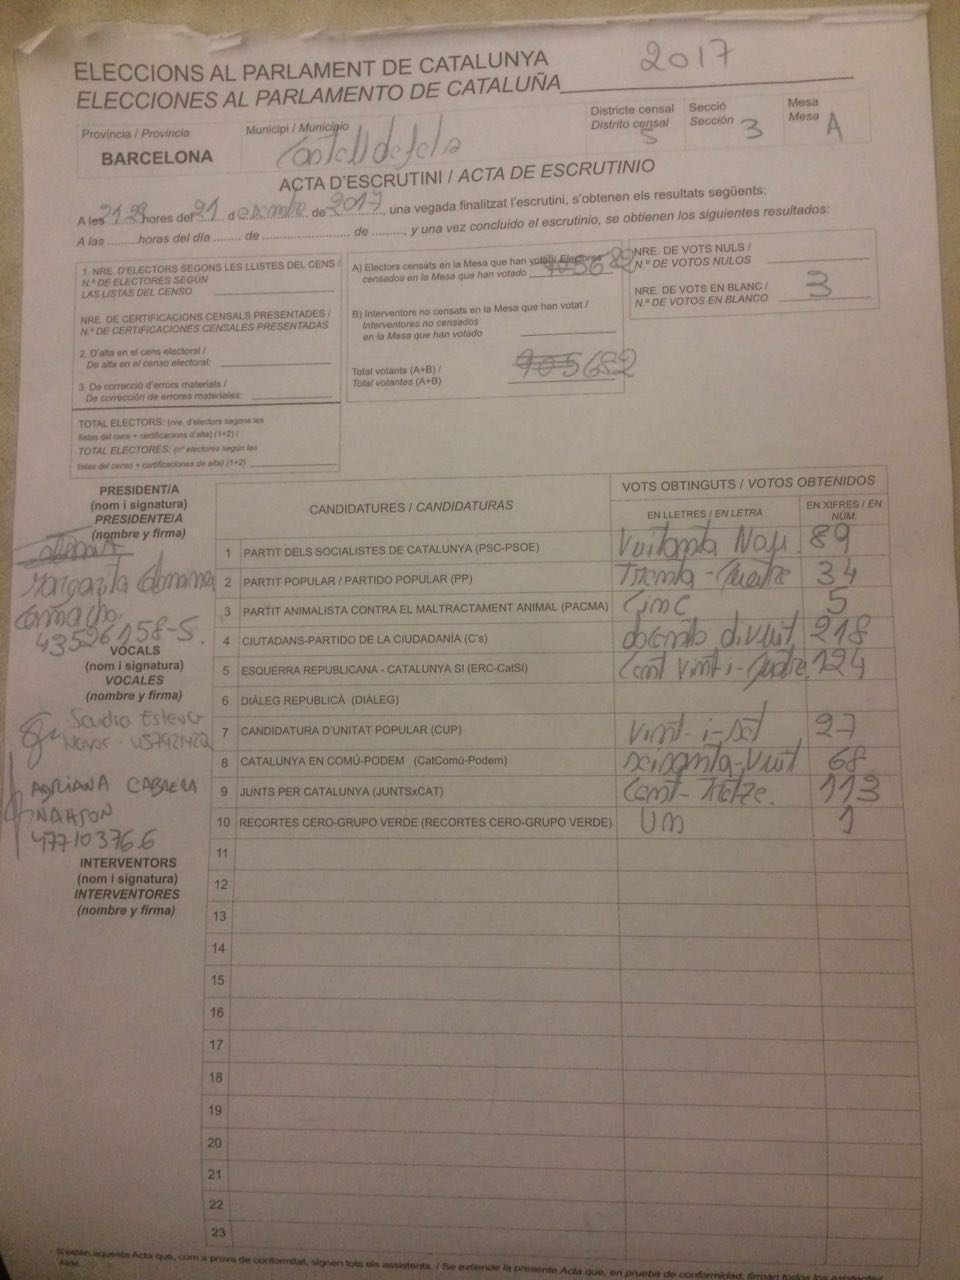 ELECCIONS AL PARLAMENT DE CATALUNYA
ELECCIONES AL PARLAMENTO DE CATALUÑA 2017
Província / Provincia
BARCELONA
Municipi / Municipio
Castelldefels
Districte censal
Distrito censal
5
Secció
Sección 3
Mesa
Mesa A
ACTA D'ESCRUTINI / ACTA DE ESCRUTINIO
A les 21.29 hores del 21 d desembre de 2017, una vegada finalitzat l'escrutini, s'obtenen els resultats següents:
A las .........horas del día ....... de ........................... de ........., y una vez concluido el escrutinio, se obtienen los siguientes resultados:
1. NRE. D'ELECTORS SEGONS LES LLISTES DEL CENS /
N.º DE ELECTORES SEGÚN
LAS LISTAS DEL CENSO
NRE. DE CERTIFICACIONS CENSALS PRESENTADES /
N.º DE CERTIFICACIONES CENSALES PRESENTADAS
2. D'alta en el cens electoral /
De alta en el censo electoral:
3. De correcció d'errors materials /
De corrección de errores materiales:
TOTAL ELECTORS: (nre. d'electors segons les
llistes del cens + certificacions d'alta) (1+2) /
TOTAL ELECTORES: (nº electores según las
listas del censo + certificaciones de alta) (1+2)
A) Electors censats en la Mesa que han votat / Electores
censados en la Mesa que han votado 705 682
B) Interventors no censats en la Mesa que han votat /
Interventores no censados
en la Mesa que han votado
Total votants (A+B) /
Total votantes (A+B)
705 682
NRE. DE VOTS NULS /
N.º DE VOTOS NULOS
NRE. DE VOTS EN BLANC /
N.º DE VOTOS EN BLANCO 3
PRESIDENT/A
(nom i signatura)
PRESIDENTE/A
(nombre y firma)
Margarita
Camacho
43526158-S.
VOCALS
(nom i signatura)
VOCALES
(nombre y firma)
ADRIANA CABRERA
47710376.6
INTERVENTORS
(nom i signatura)
INTERVENTORES
(nombre y firma)
CANDIDATURES / CANDIDATURAS
VOTS OBTINGUTS / VOTOS OBTENIDOS
EN LLETRES / EN LETRA
EN XIFRES / EN NÚM.
1 PARTIT DELS SOCIALISTES DE CATALUNYA (PSC-PSOE) Vuitanta Nou. 89
2 PARTIT POPULAR / PARTIDO POPULAR (PP) Trenta-Quatre 34
3 PARTIT ANIMALISTA CONTRA EL MALTRACTAMENT ANIMAL (PACMA) Cinc 5
4 CIUTADANS-PARTIDO DE LA CIUDADANÍA (C's) docents divuit 218
5 ESQUERRA REPUBLICANA - CATALUNYA SI (ERC-CatSí) Cent vint-i-Quatre 124
6 DIÀLEG REPUBLICÀ (DIÀLEG)
7 CANDIDATURA D'UNITAT POPULAR (CUP) Vint-i-Set 27
8 CATALUNYA EN COMÚ-PODEM (CatComú-Podem) seixanta-Vuit 68
9 JUNTS PER CATALUNYA (JUNTSxCAT) Cent-Tretze. 113
10 RECORTES CERO-GRUPO VERDE (RECORTES CERO-GRUPO VERDE) Un 1
11
12
13
14
15
16
17
18
19
20
21
22
23
S'estén aquesta Acta que, com a prova de conformitat, signen tots els assistents. / Se extiende la presente Acta que, en prueba de conformidad, firman todos los asistentes